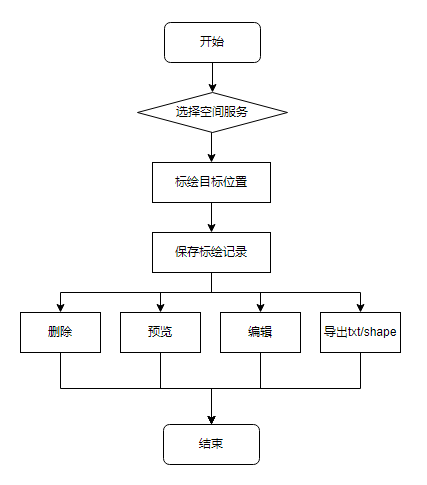 开始
选择空间服务
标绘目标位置
保存标绘记录
删除
预览
编辑
导出txt/shape
结束